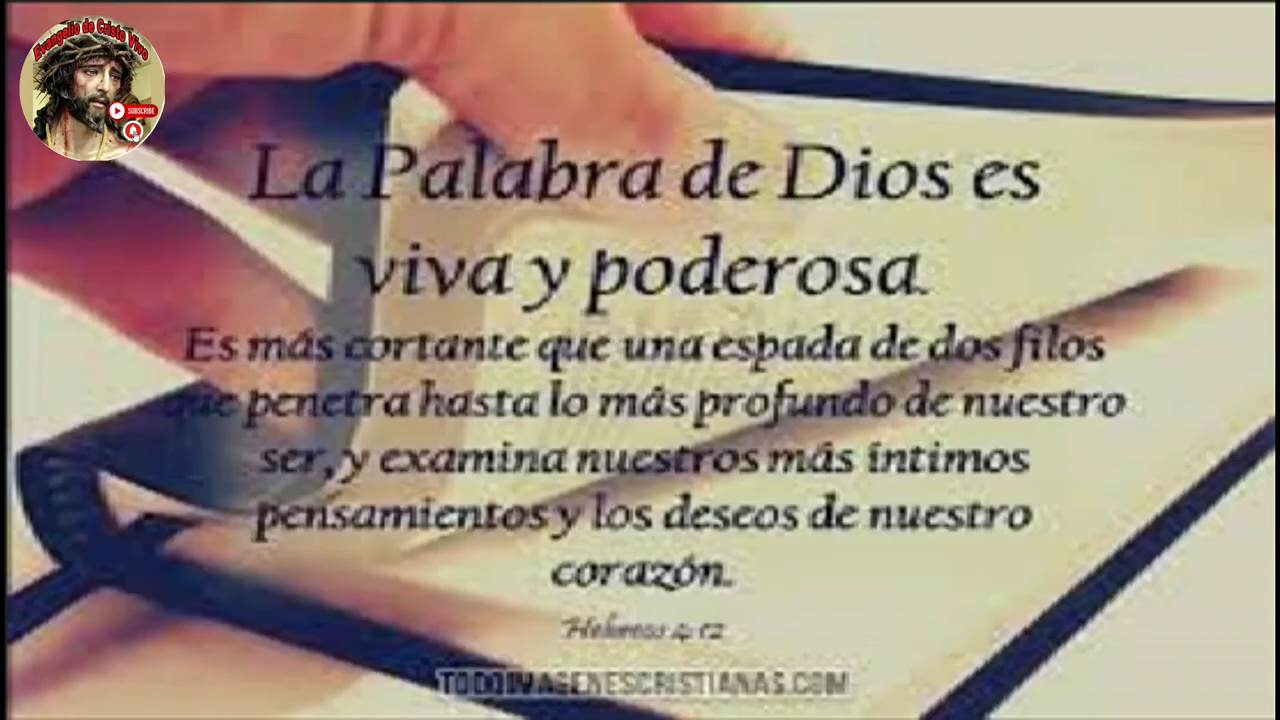 Evangelio de Cristo Vivo
SUBSCRIBE
La Palabra de Dios es
viva y poderosa.
Es más cortante que una espada de dos filos
que penetra hasta lo más profundo de nuestro
ser, y examina nuestros más íntimos
pensamientos y los deseos de nuestro
corazón.
Hebreos 4:12
TODOIMAGENESCRISTIANAS.COM